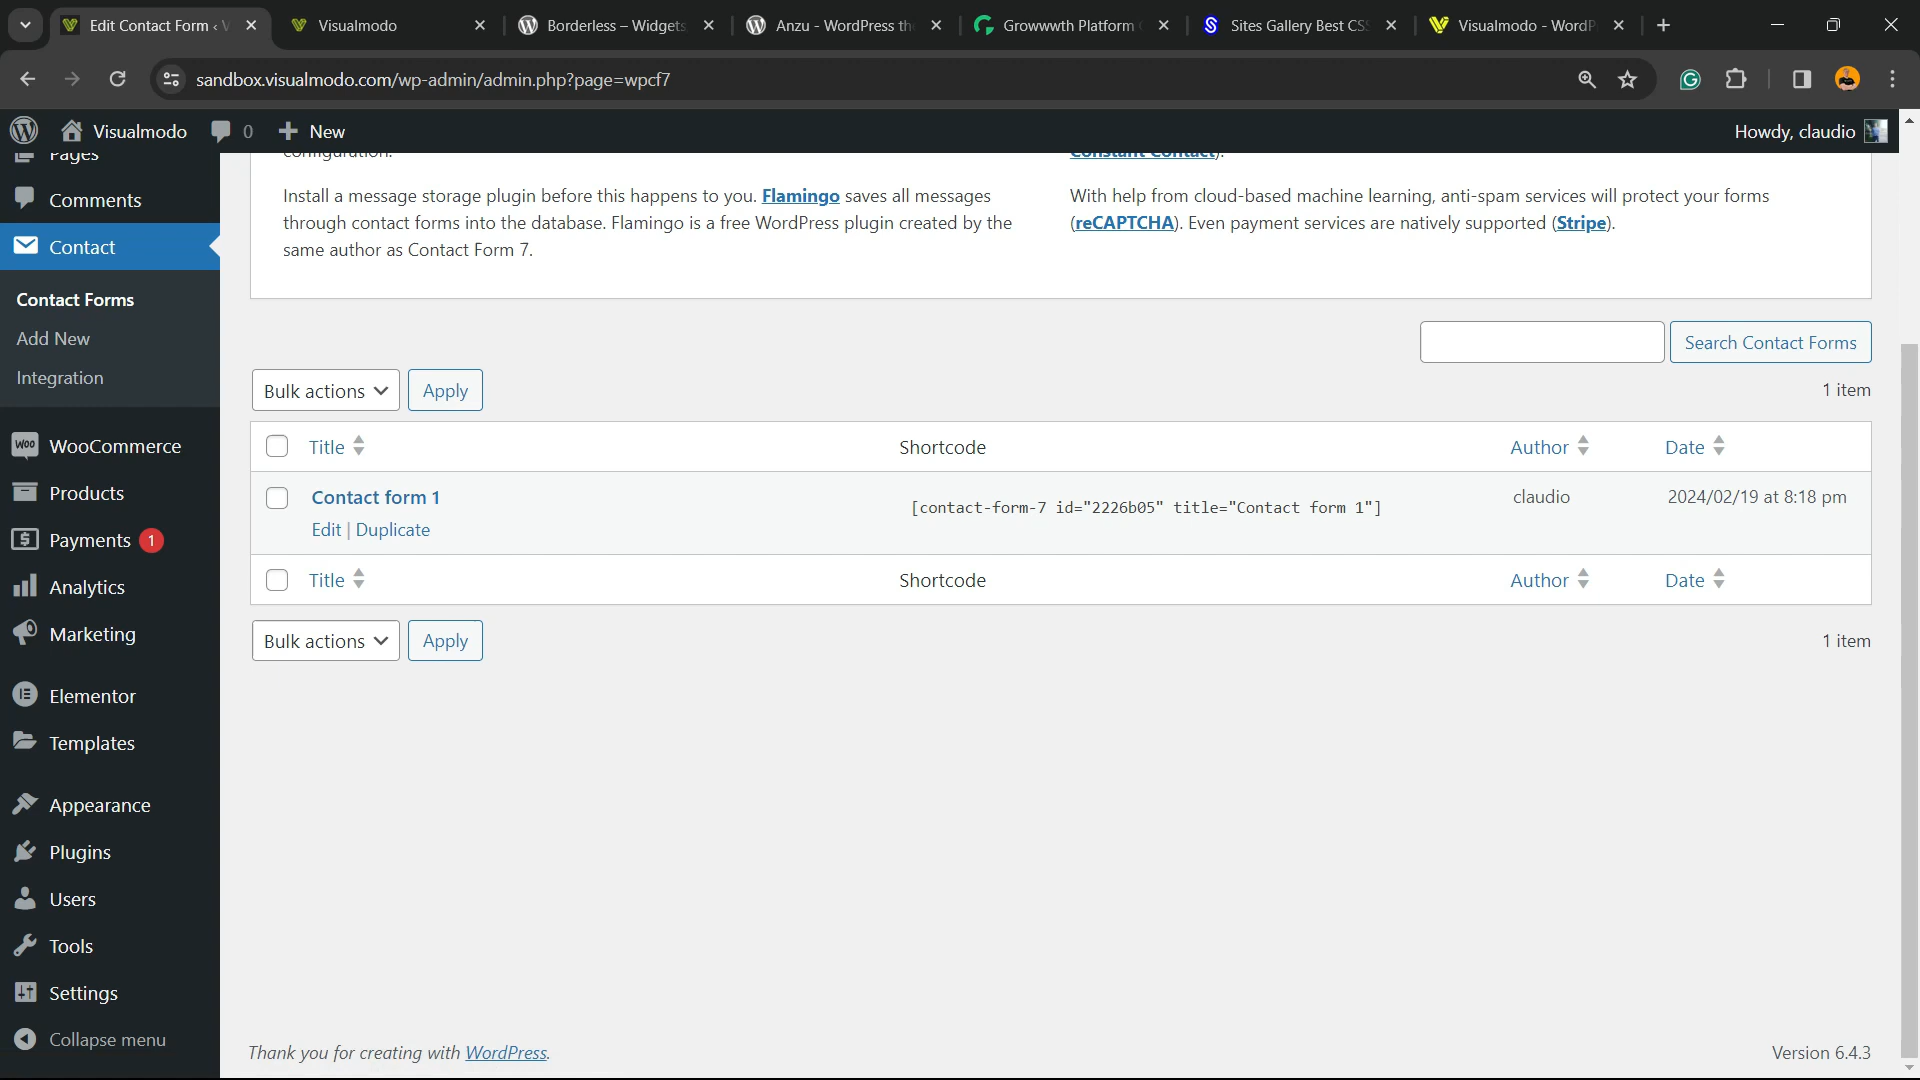 Edit Contact Form ‹ V
Visualmodo
Borderless – Widgets,
Anzu - WordPress th
Growwwth Platform
Sites Gallery Best CSS
Visualmodo - WordP
sandbox.visualmodo.com/wp-admin/admin.php?page=wpcf7
Visualmodo
0
New
Howdy, claudio
Pages
Comments
Contact
Contact Forms
Add New
Integration
WooCommerce
Products
Payments 1
Analytics
Marketing
Elementor
Templates
Appearance
Plugins
Users
Tools
Settings
Collapse menu
configuration.
Install a message storage plugin before this happens to you. Flamingo saves all messages
through contact forms into the database. Flamingo is a free WordPress plugin created by the
same author as Contact Form 7.
Constant Contact).
With help from cloud-based machine learning, anti-spam services will protect your forms
(reCAPTCHA). Even payment services are natively supported (Stripe).
Search Contact Forms
Bulk actions
Apply
1 item
Title
Shortcode
Author
Date
Contact form 1
[contact-form-7 id="2226b05" title="Contact form 1"]
claudio
2024/02/19 at 8:18 pm
Edit | Duplicate
Title
Shortcode
Author
Date
Bulk actions
Apply
1 item
Thank you for creating with WordPress.
Version 6.4.3